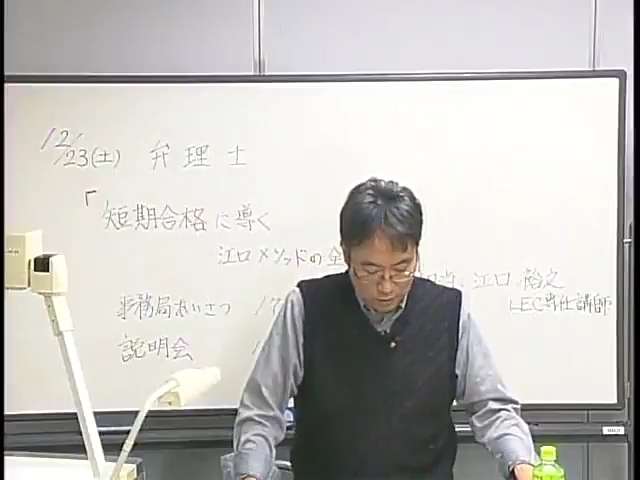 12/23(土) 弁理士
「短期合格に導く
江口メソッドの全
江口 裕之
事務局あいさつ
LEC専任講師
説明会